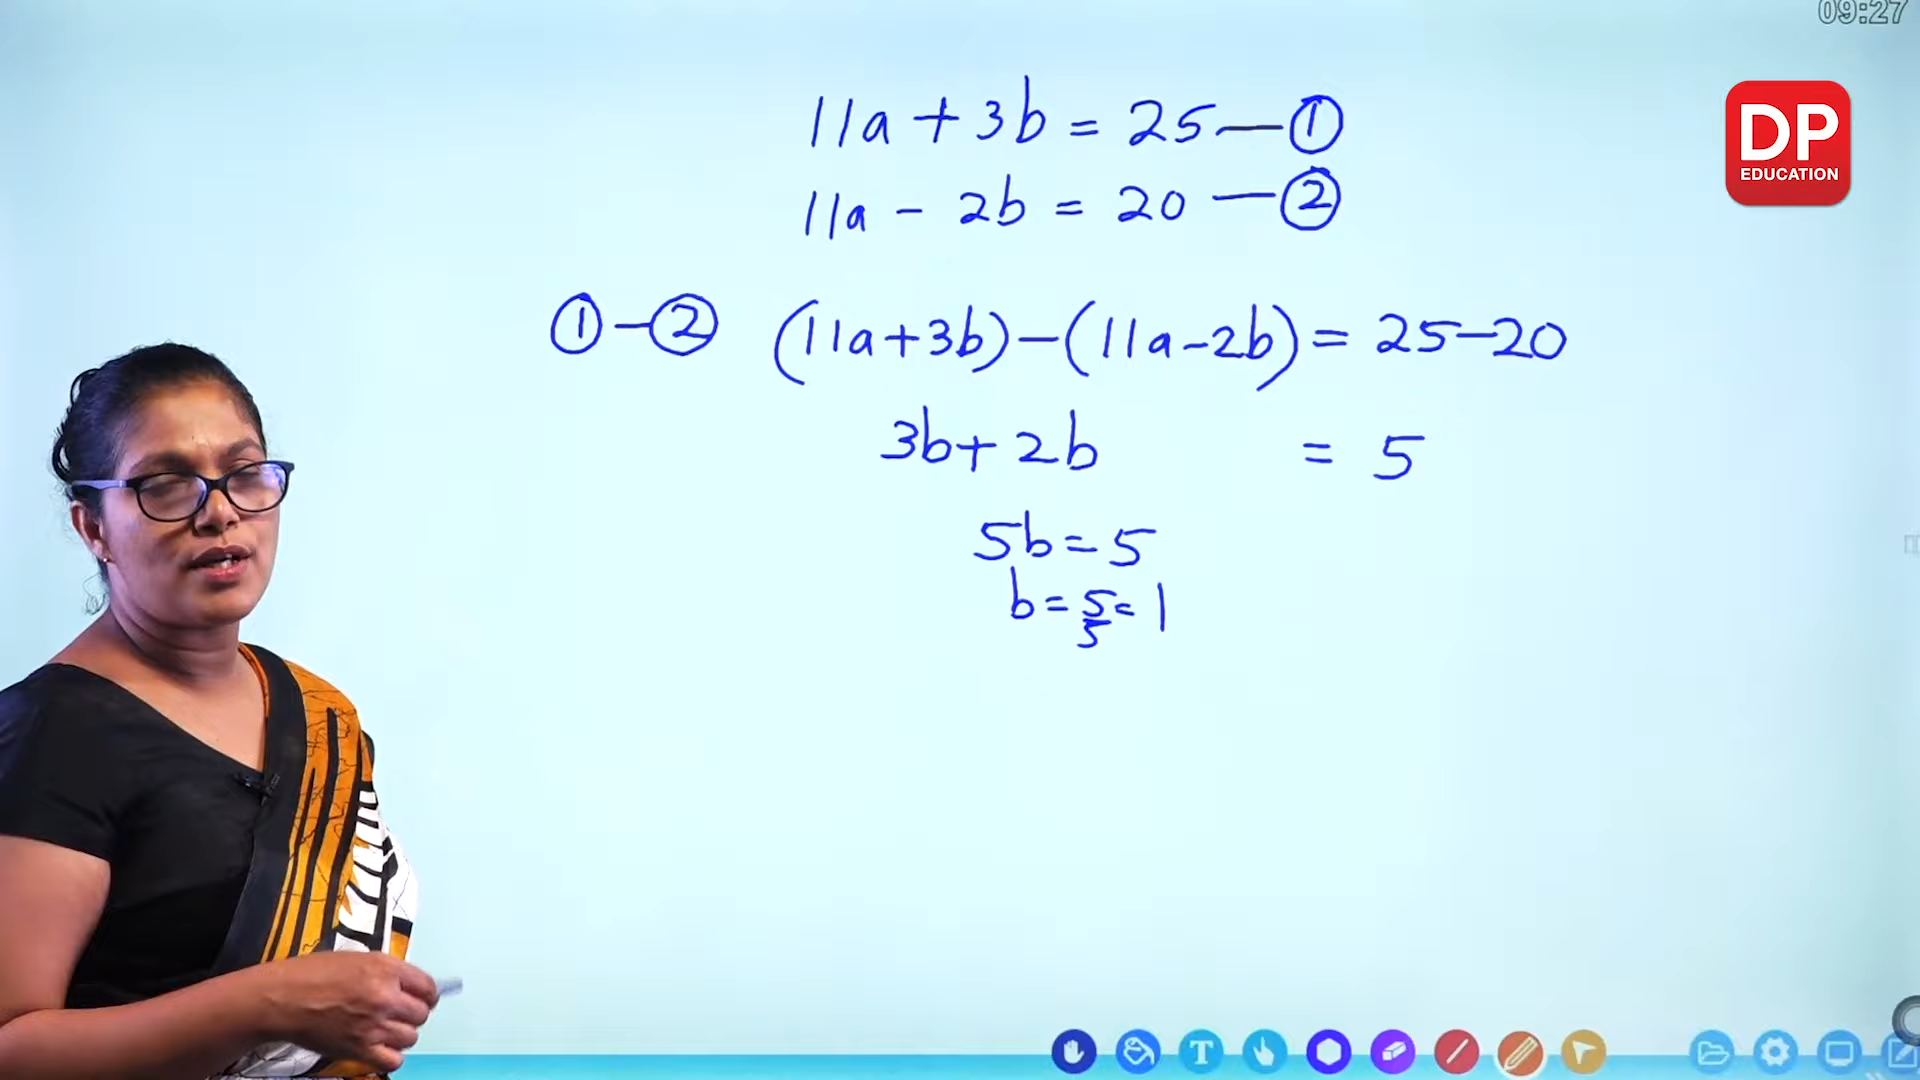 09:27
DP
EDUCATION
11a + 3b = 25 — ①
11a - 2b = 20 — ②
① - ② (11a+3b) - (11a-2b) = 25-20
3b + 2b = 5
5b = 5
b = 5/5 = 1
T